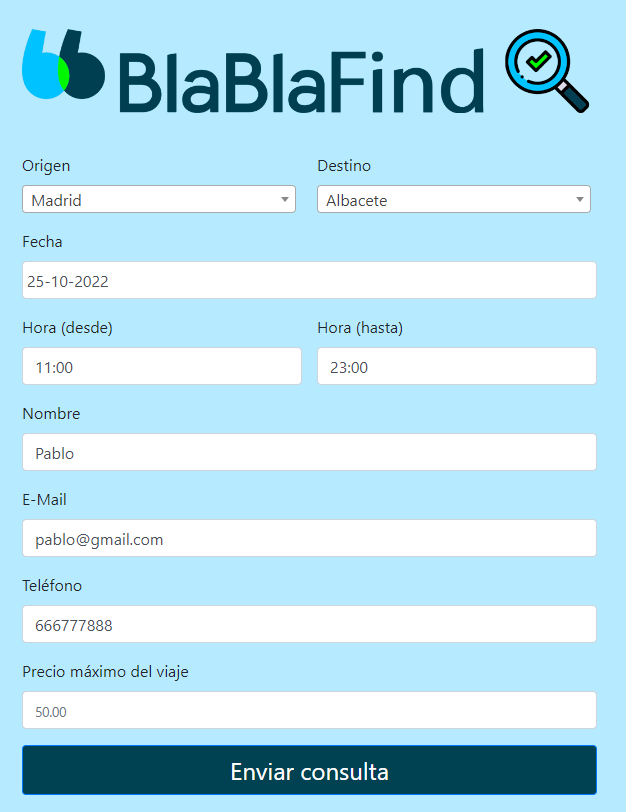 BlaBlaFind
Origen Destino
Madrid Albacete
Fecha
25-10-2022
Hora (desde) Hora (hasta)
11:00 23:00
Nombre
Pablo
E-Mail
pablo@gmail.com
Teléfono
666777888
Precio máximo del viaje
50.00
Enviar consulta